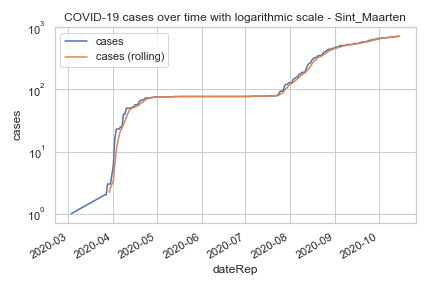 COVID-19 cases over time with logarithmic scale - Sint_Maarten
cases
cases (rolling)
10³
10²
10¹
10⁰
cases
2020-03
2020-04
2020-05
2020-06
2020-07
2020-08
2020-09
2020-10
dateRep